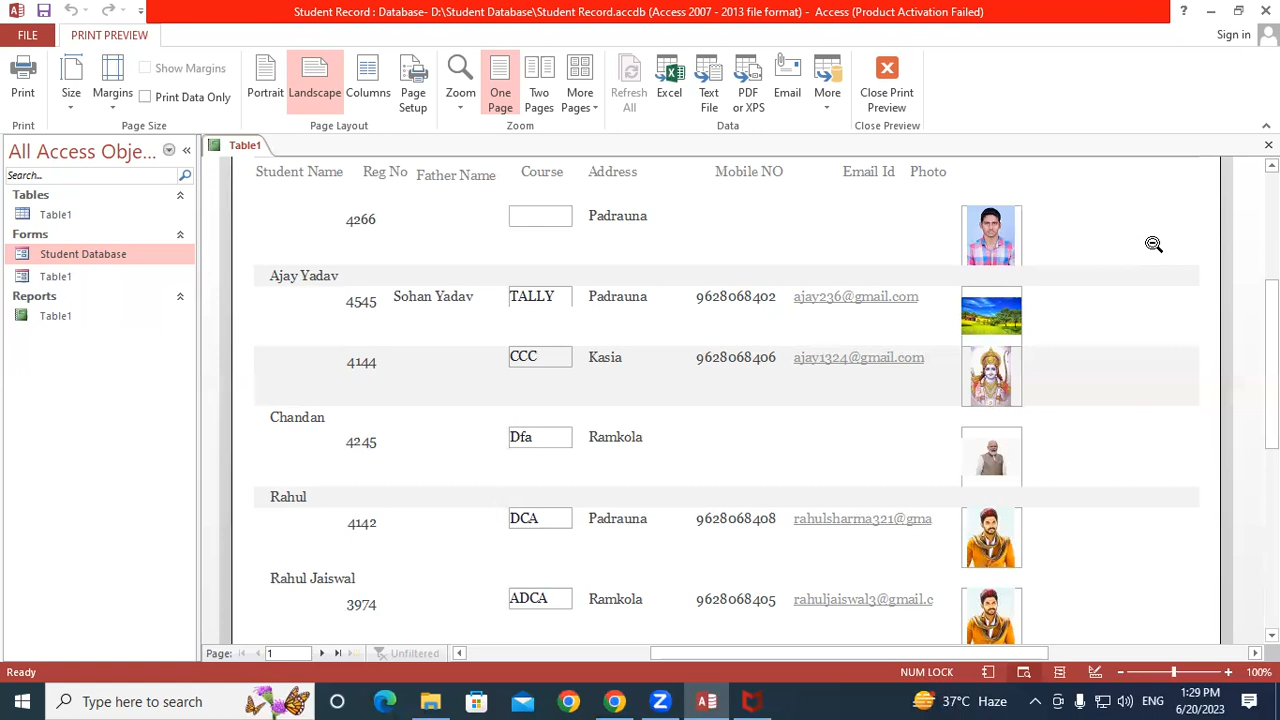 Student Record : Database- D:\Student Database\Student Record.accdb (Access 2007 - 2013 file format) - Access (Product Activation Failed)
FILE PRINT PREVIEW Sign in
Print Size Margins Show Margins Print Data Only Portrait Landscape Columns Page Setup Zoom One Page Two Pages More Pages Refresh All Excel Text File PDF or XPS Email More Close Print Preview
Print Page Size Page Layout Zoom Data Close Preview
All Access Obje...
Search...
Tables
Table1
Forms
Student Database
Table1
Reports
Table1
Table1
Student Name Reg No Father Name Course Address Mobile NO Email Id Photo
4266 Padrauna
Ajay Yadav
4545 Sohan Yadav TALLY Padrauna 9628068402 ajay236@gmail.com
4144 CCC Kasia 9628068406 ajay1324@gmail.com
Chandan
4245 Dfa Ramkola
Rahul
4142 DCA Padrauna 9628068408 rahulsharma321@gma
Rahul Jaiswal
3974 ADCA Ramkola 9628068405 rahuljaiswal3@gmail.c
Page: 1 Unfiltered
Ready NUM LOCK 100%
Type here to search 37°C Haze ENG 1:29 PM
6/20/2023